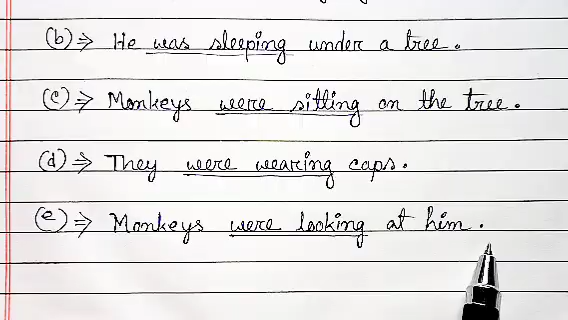 (b) ⇒ He was sleeping under a tree.
(c) ⇒ Monkeys were sitting on the tree.
(d) ⇒ They were wearing caps.
(e) ⇒ Monkeys were looking at him.